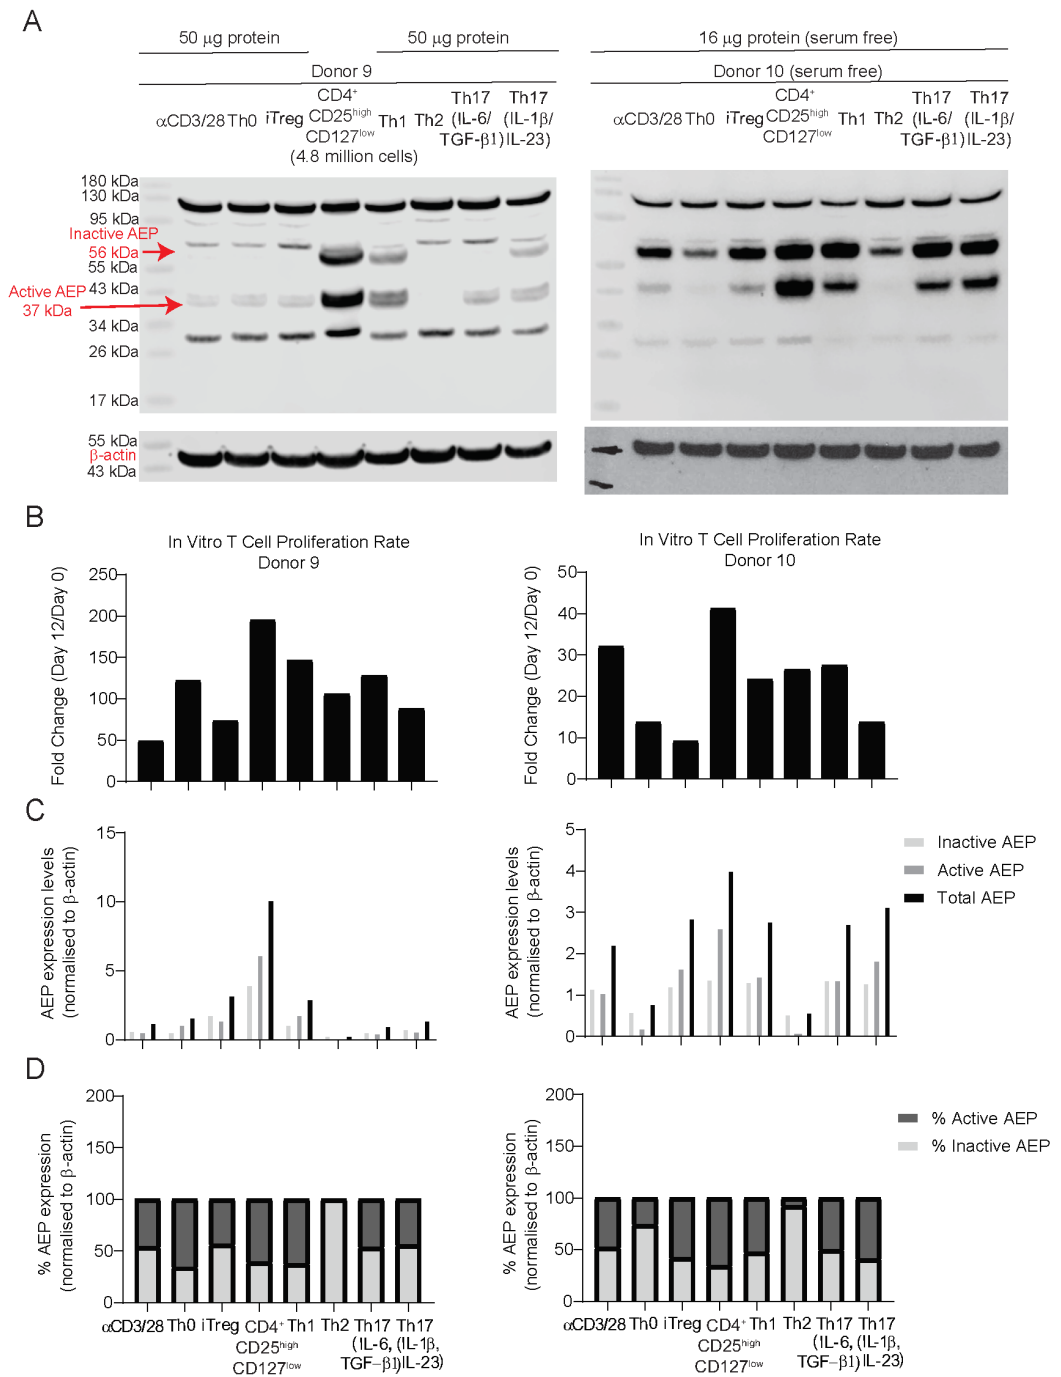 A
50 μg protein
50 μg protein
16 μg protein (serum free)
Donor 9
Donor 10 (serum free)
αCD3/28
Th0
iTreg
CD4⁺
CD25ʰⁱᵍʰ
CD127ˡᵒʷ
(4.8 million cells)
Th1
Th2
Th17
(IL-6/
TGF-β1)
Th17
(IL-1β/
IL-23)
αCD3/28
Th0
iTreg
CD4⁺
CD25ʰⁱᵍʰ
CD127ˡᵒʷ
Th1
Th2
Th17
(IL-6/
TGF-β1)
Th17
(IL-1β/
IL-23)
180 kDa
130 kDa
95 kDa
Inactive AEP
56 kDa
55 kDa
43 kDa
Active AEP
37 kDa
34 kDa
26 kDa
17 kDa
55 kDa
β-actin
43 kDa
B
In Vitro T Cell Proliferation Rate
Donor 9
Fold Change (Day 12/Day 0)
250
200
150
100
50
0
In Vitro T Cell Proliferation Rate
Donor 10
Fold Change (Day 12/Day 0)
50
40
30
20
10
0
C
AEP expression levels
(normalised to β-actin)
15
10
5
0
AEP expression levels
(normalised to β-actin)
5
4
3
2
1
0
Inactive AEP
Active AEP
Total AEP
D
% AEP expression
(normalised to β-actin)
200
150
100
50
0
αCD3/28
Th0
iTreg
CD4⁺
CD25ʰⁱᵍʰ
CD127ˡᵒʷ
Th1
Th2
Th17
(IL-6,
TGF-β1)
Th17
(IL-1β,
IL-23)
% AEP expression
(normalised to β-actin)
200
150
100
50
0
αCD3/28
Th0
iTreg
CD4⁺
CD25ʰⁱᵍʰ
CD127ˡᵒʷ
Th1
Th2
Th17
(IL-6,
TGF-β1)
Th17
(IL-1β,
IL-23)
% Active AEP
% Inactive AEP